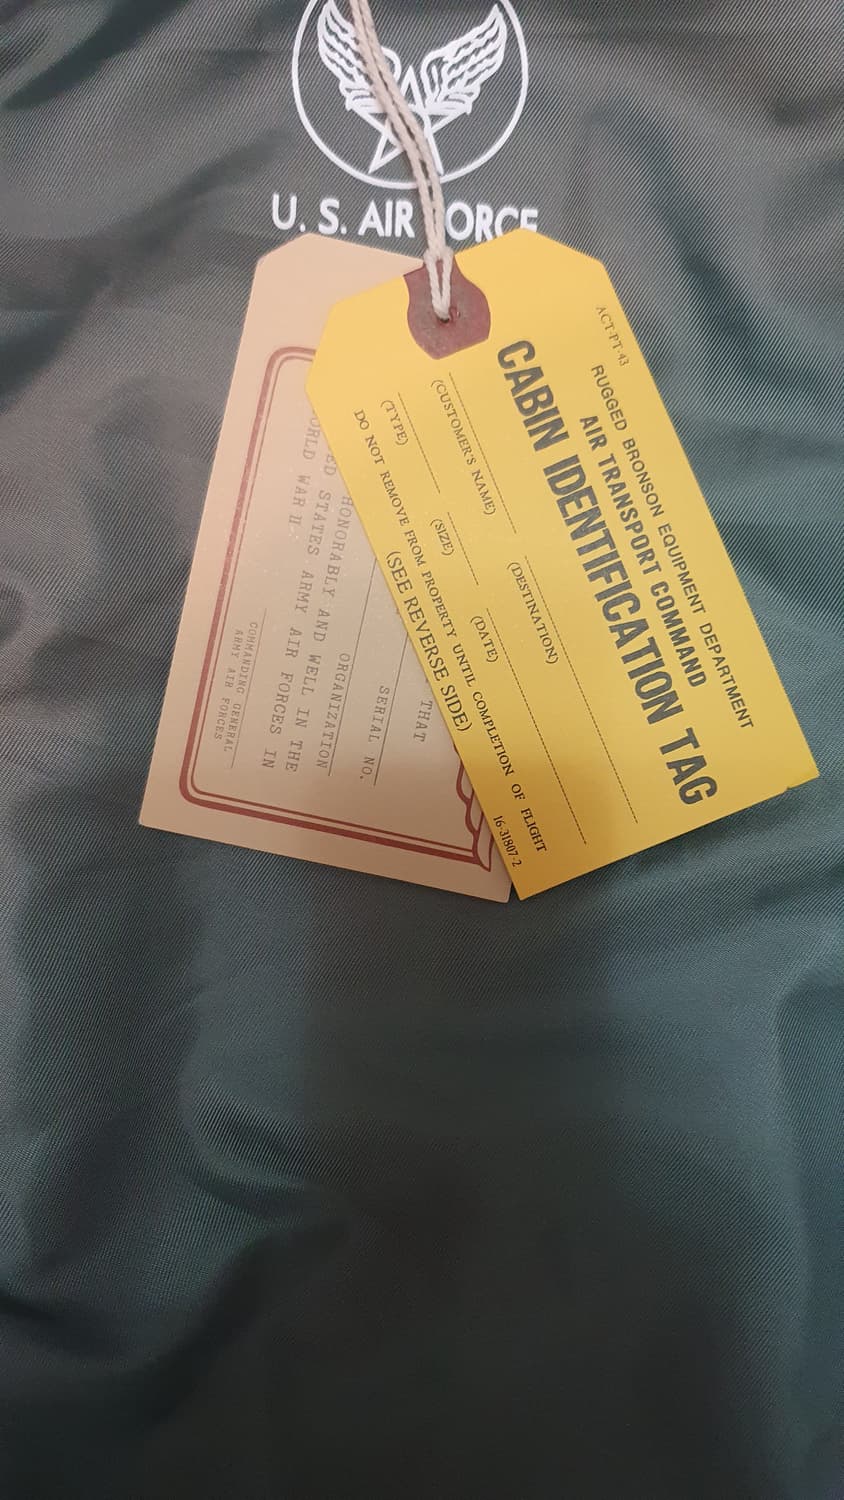 U. S. AIR FORCE
ACT-PT-43
RUGGED BRONSON EQUIPMENT DEPARTMENT
AIR TRANSPORT COMMAND
CABIN IDENTIFICATION TAG
(DESTINATION)
(CUSTOMER'S NAME) (DATE)
(TYPE) (SIZE)
DO NOT REMOVE FROM PROPERTY UNTIL COMPLETION OF FLIGHT
(SEE REVERSE SIDE) 16-31807-2
THAT
SERIAL NO.
ORGANIZATION
HONORABLY AND WELL IN THE
ED STATES ARMY AIR FORCES IN
ORLD WAR II
COMMANDING GENERAL
ARMY AIR FORCES